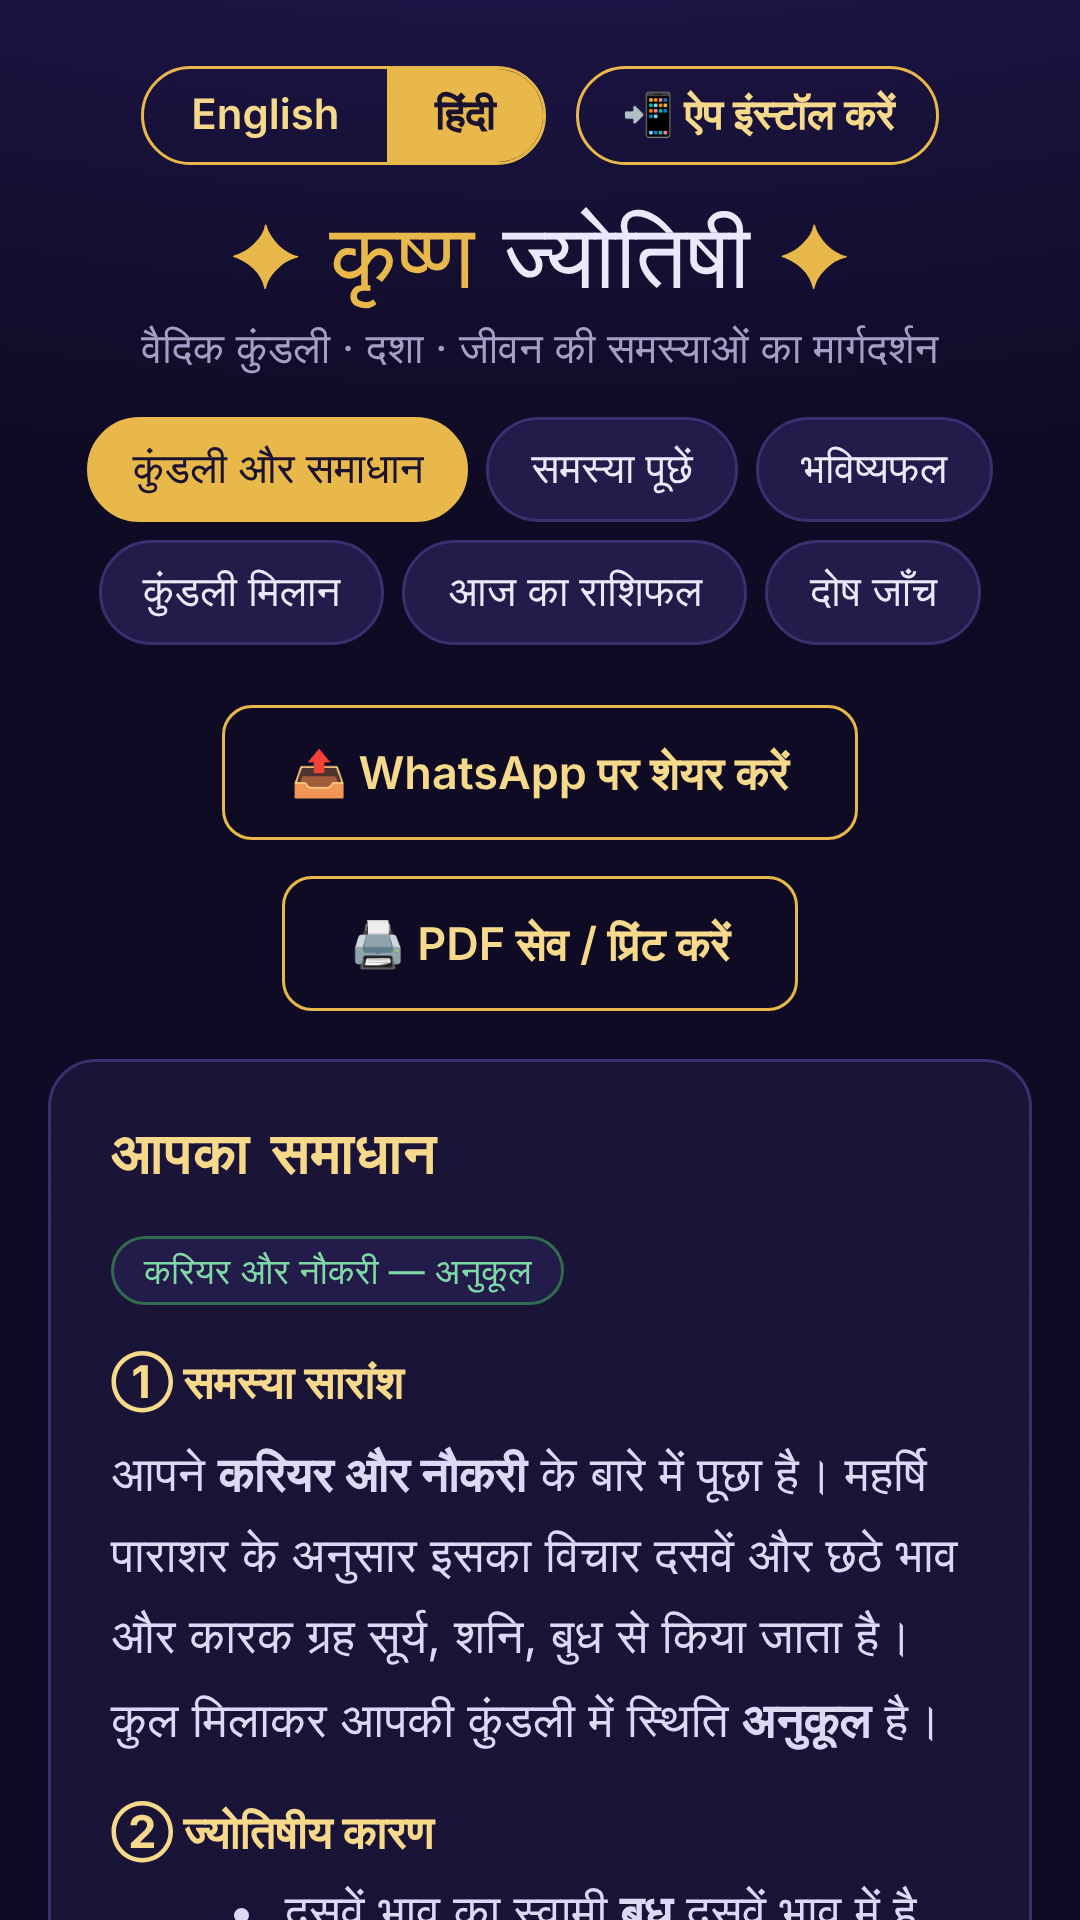 English हिंदी 📲 ऐप इंस्टॉल करें
✦ कृष्ण ज्योतिषी ✦
वैदिक कुंडली · दशा · जीवन की समस्याओं का मार्गदर्शन
कुंडली और समाधान समस्या पूछें भविष्यफल
कुंडली मिलान आज का राशिफल दोष जाँच
📤 WhatsApp पर शेयर करें
🖨️ PDF सेव / प्रिंट करें
आपका समाधान
करियर और नौकरी — अनुकूल
① समस्या सारांश
आपने करियर और नौकरी के बारे में पूछा है। महर्षि
पाराशर के अनुसार इसका विचार दसवें और छठे भाव
और कारक ग्रह सूर्य, शनि, बुध से किया जाता है।
कुल मिलाकर आपकी कुंडली में स्थिति अनुकूल है।
② ज्योतिषीय कारण
• दसवें भाव का स्वामी बुध दसवें भाव में है